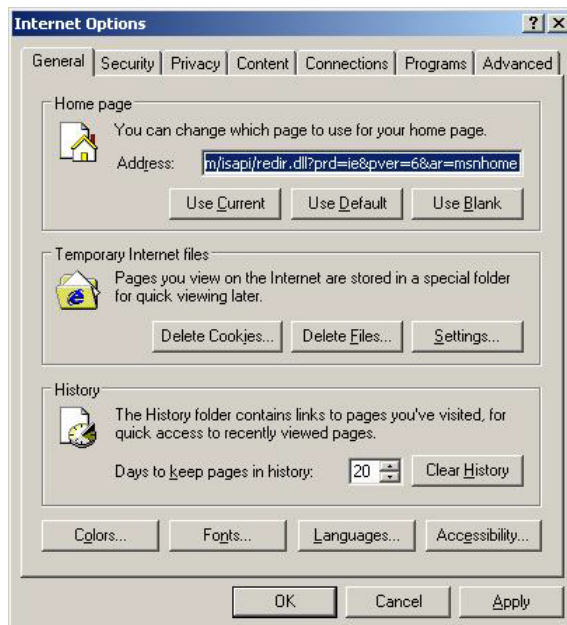 Internet Options
General Security Privacy Content Connections Programs Advanced
Home page
You can change which page to use for your home page.
Address: m/isapi/redir.dll?prd=ie&pver=6&ar=msnhome
Use Current Use Default Use Blank
Temporary Internet files
Pages you view on the Internet are stored in a special folder
for quick viewing later.
Delete Cookies... Delete Files... Settings...
History
The History folder contains links to pages you've visited, for
quick access to recently viewed pages.
Days to keep pages in history: 20 Clear History
Colors... Fonts... Languages... Accessibility...
OK Cancel Apply